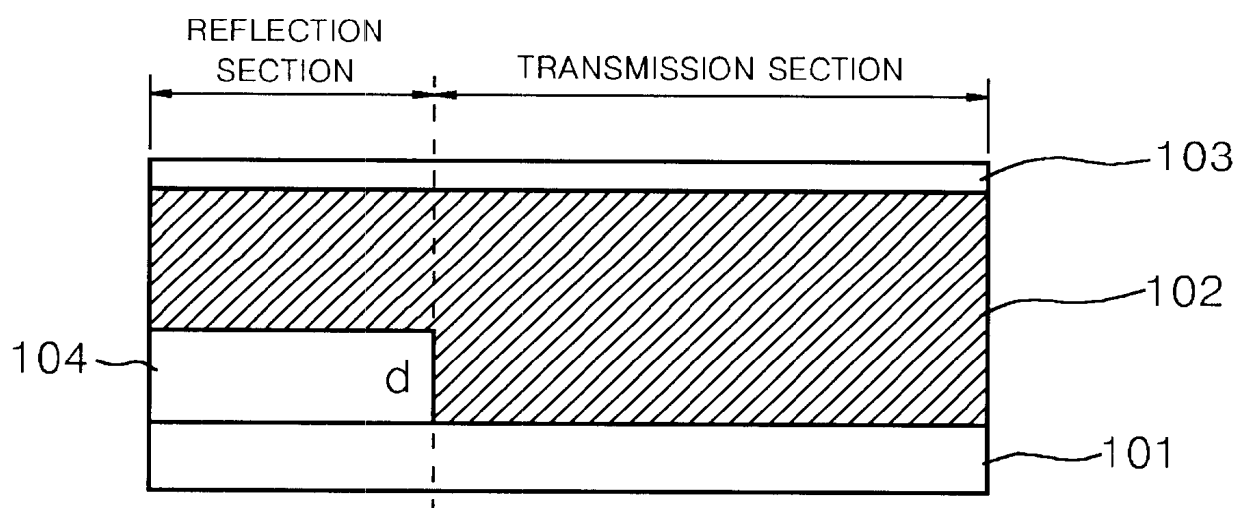 REFLECTION
SECTION
TRANSMISSION SECTION
103
102
104
d
101